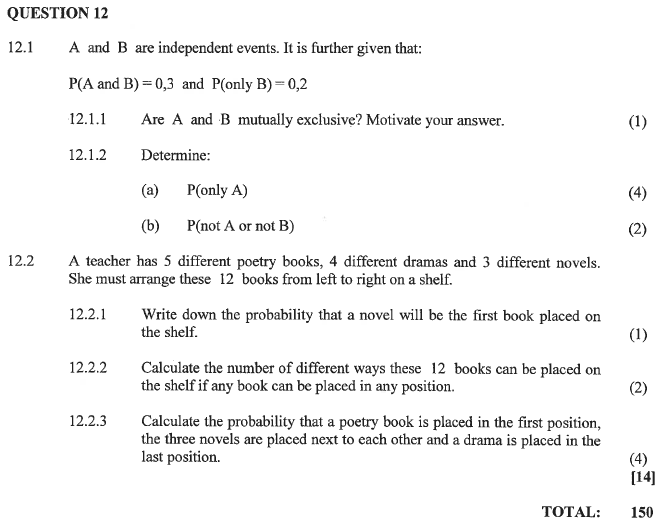 QUESTION 12
12.1 A and B are independent events. It is further given that:
P(A and B) = 0,3 and P(only B) = 0,2
12.1.1 Are A and B mutually exclusive? Motivate your answer. (1)
12.1.2 Determine:
(a) P(only A) (4)
(b) P(not A or not B) (2)
12.2 A teacher has 5 different poetry books, 4 different dramas and 3 different novels.
She must arrange these 12 books from left to right on a shelf.
12.2.1 Write down the probability that a novel will be the first book placed on
the shelf. (1)
12.2.2 Calculate the number of different ways these 12 books can be placed on
the shelf if any book can be placed in any position. (2)
12.2.3 Calculate the probability that a poetry book is placed in the first position,
the three novels are placed next to each other and a drama is placed in the
last position. (4)
[14]
TOTAL: 150